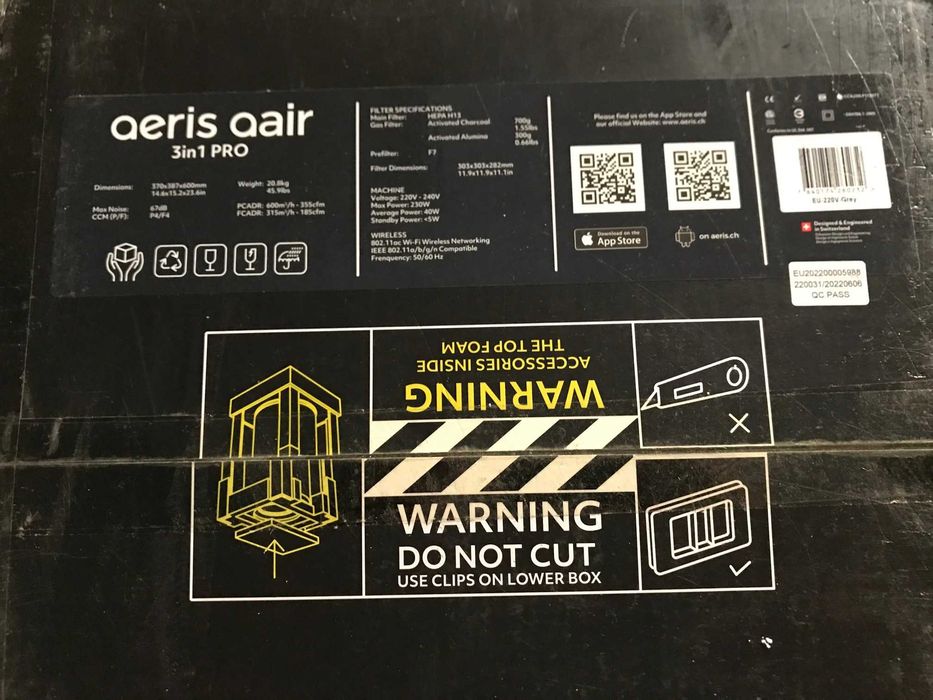 aeris aair
3in1 PRO
Dimensions: 370x387x600mm
14.6x15.2x23.6in
Weight: 20.8kg
45.9lbs
Max Noise: 67dB
CCM (P/F): P4/F4
PCADR: 600m³/h - 355cfm
FCADR: 315m³/h - 185cfm
FILTER SPECIFICATIONS
Main Filter: HEPA H13
Gas Filter: Activated Charcoal 700g
1.55lbs
Activated Alumina 300g
0.66lbs
Prefilter: F7
Filter Dimensions: 303x303x282mm
11.9x11.9x11.1in
MACHINE
Voltage: 220V - 240V
Max Power: 230W
Average Power: 40W
Standby Power: <5W
WIRELESS
802.11ac Wi-Fi Wireless Networking
IEEE 802.11a/b/g/n Compatible
Frenquency: 50/60 Hz
Please find us on the App Store and
our official Website: www.aeris.ch
Download on the
App Store
on aeris.ch
CE
EU-220V-Grey
Designed & Engineered
in Switzerland
EU202200005988
220031/20220606
QC PASS
WARNING
ACCESSORIES INSIDE
THE TOP FOAM
WARNING
DO NOT CUT
USE CLIPS ON LOWER BOX